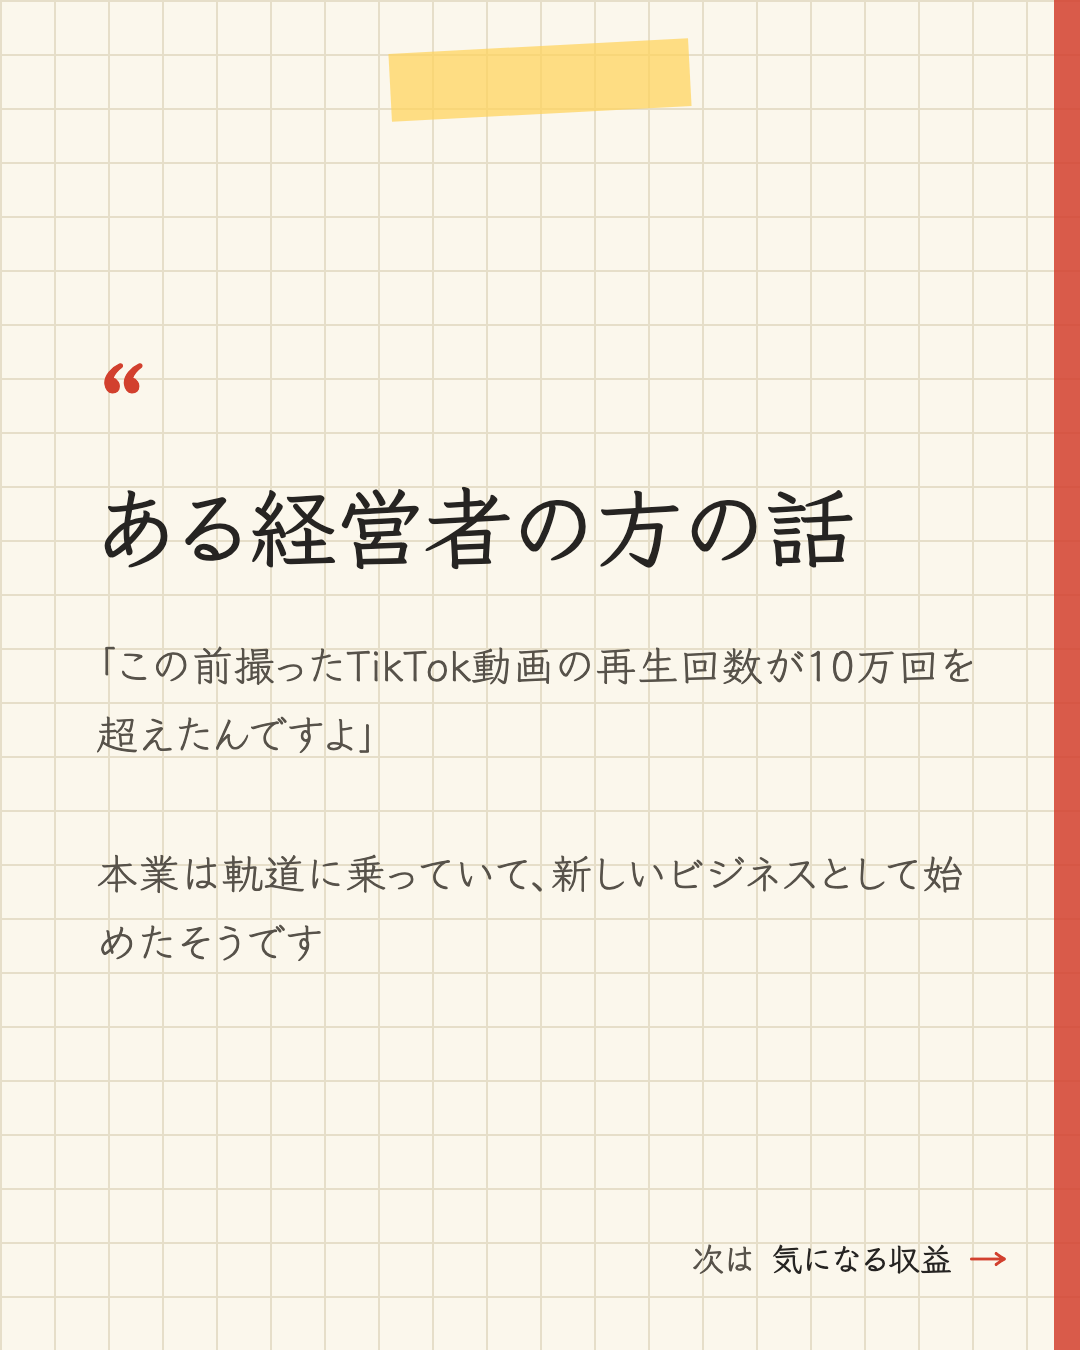 “
ある経営者の方の話
「この前撮ったTikTok動画の再生回数が10万回を
超えたんですよ」
本業は軌道に乗っていて、新しいビジネスとして始
めたそうです
次は 気になる収益 →